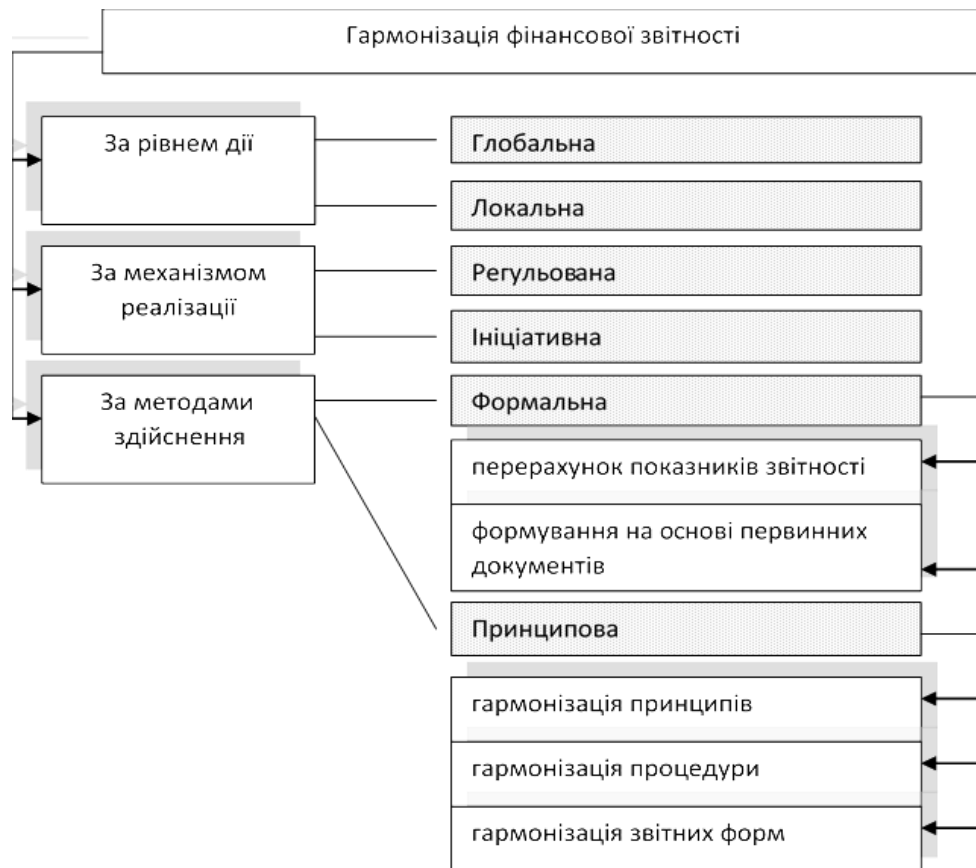 Гармонізація фінансової звітності
За рівнем дії
Глобальна
Локальна
За механізмом
реалізації
Регульована
Ініціативна
За методами
здійснення
Формальна
перерахунок показників звітності
формування на основі первинних
документів
Принципова
гармонізація принципів
гармонізація процедури
гармонізація звітних форм